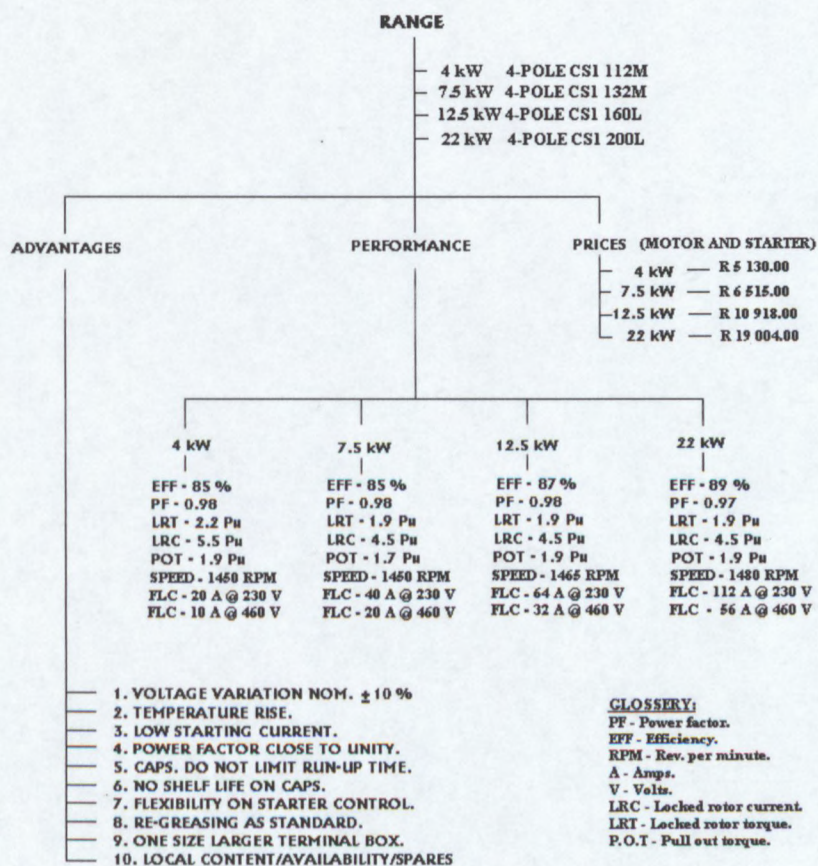 RANGE
4 kW 4-POLE CS1 112M
7.5 kW 4-POLE CS1 132M
12.5 kW 4-POLE CS1 160L
22 kW 4-POLE CS1 200L
ADVANTAGES
PERFORMANCE
PRICES (MOTOR AND STARTER)
4 kW — R 5 130.00
7.5 kW — R 6 515.00
12.5 kW — R 10 918.00
22 kW — R 19 004.00
4 kW
EFF - 85 %
PF - 0.98
LRT - 2.2 Pu
LRC - 5.5 Pu
POT - 1.9 Pu
SPEED - 1450 RPM
FLC - 20 A @ 230 V
FLC - 10 A @ 460 V
7.5 kW
EFF - 85 %
PF - 0.98
LRT - 1.9 Pu
LRC - 4.5 Pu
POT - 1.7 Pu
SPEED - 1450 RPM
FLC - 40 A @ 230 V
FLC - 20 A @ 460 V
12.5 kW
EFF - 87 %
PF - 0.98
LRT - 1.9 Pu
LRC - 4.5 Pu
POT - 1.9 Pu
SPEED - 1465 RPM
FLC - 64 A @ 230 V
FLC - 32 A @ 460 V
22 kW
EFF - 89 %
PF - 0.97
LRT - 1.9 Pu
LRC - 4.5 Pu
POT - 1.9 Pu
SPEED - 1480 RPM
FLC - 112 A @ 230 V
FLC - 56 A @ 460 V
1. VOLTAGE VARIATION NOM. ±10 %
2. TEMPERATURE RISE.
3. LOW STARTING CURRENT.
4. POWER FACTOR CLOSE TO UNITY.
5. CAPS. DO NOT LIMIT RUN-UP TIME.
6. NO SHELF LIFE ON CAPS.
7. FLEXIBILITY ON STARTER CONTROL.
8. RE-GREASING AS STANDARD.
9. ONE SIZE LARGER TERMINAL BOX.
10. LOCAL CONTENT/AVAILABILITY/SPARES
GLOSSERY:
PF - Power factor.
EFF - Efficiency.
RPM - Rev. per minute.
A - Amps.
V - Volts.
LRC - Locked rotor current.
LRT - Locked rotor torque.
P.O.T - Pull out torque.